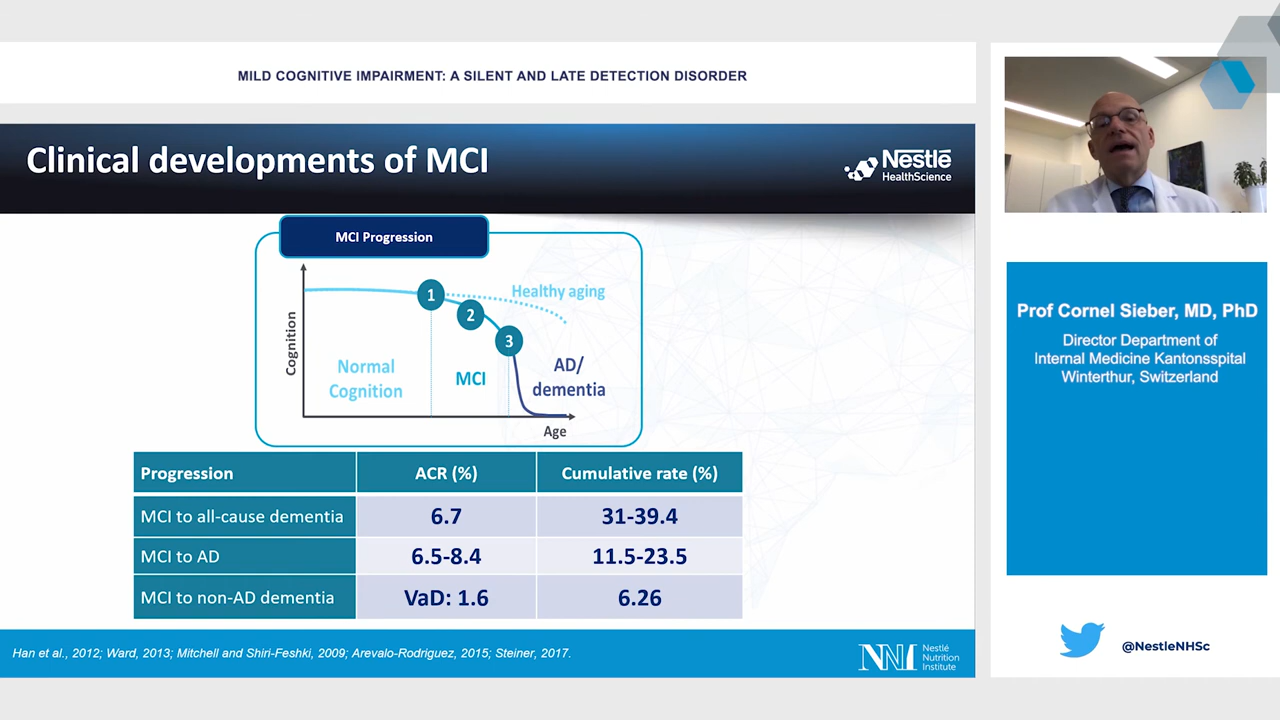 MILD COGNITIVE IMPAIRMENT: A SILENT AND LATE DETECTION DISORDER
Clinical developments of MCI
Nestlé
HealthScience
MCI Progression
Cognition
1
2
3
Healthy aging
Normal
Cognition
MCI
AD/
dementia
Age
Progression ACR (%) Cumulative rate (%)
MCI to all-cause dementia 6.7 31-39.4
MCI to AD 6.5-8.4 11.5-23.5
MCI to non-AD dementia VaD: 1.6 6.26
Han et al., 2012; Ward, 2013; Mitchell and Shiri-Feshki, 2009; Arevalo-Rodriguez, 2015; Steiner, 2017.
NNI
Nestlé
Nutrition
Institute
Prof Cornel Sieber, MD, PhD
Director Department of
Internal Medicine Kantonsspital
Winterthur, Switzerland
@NestleNHSc